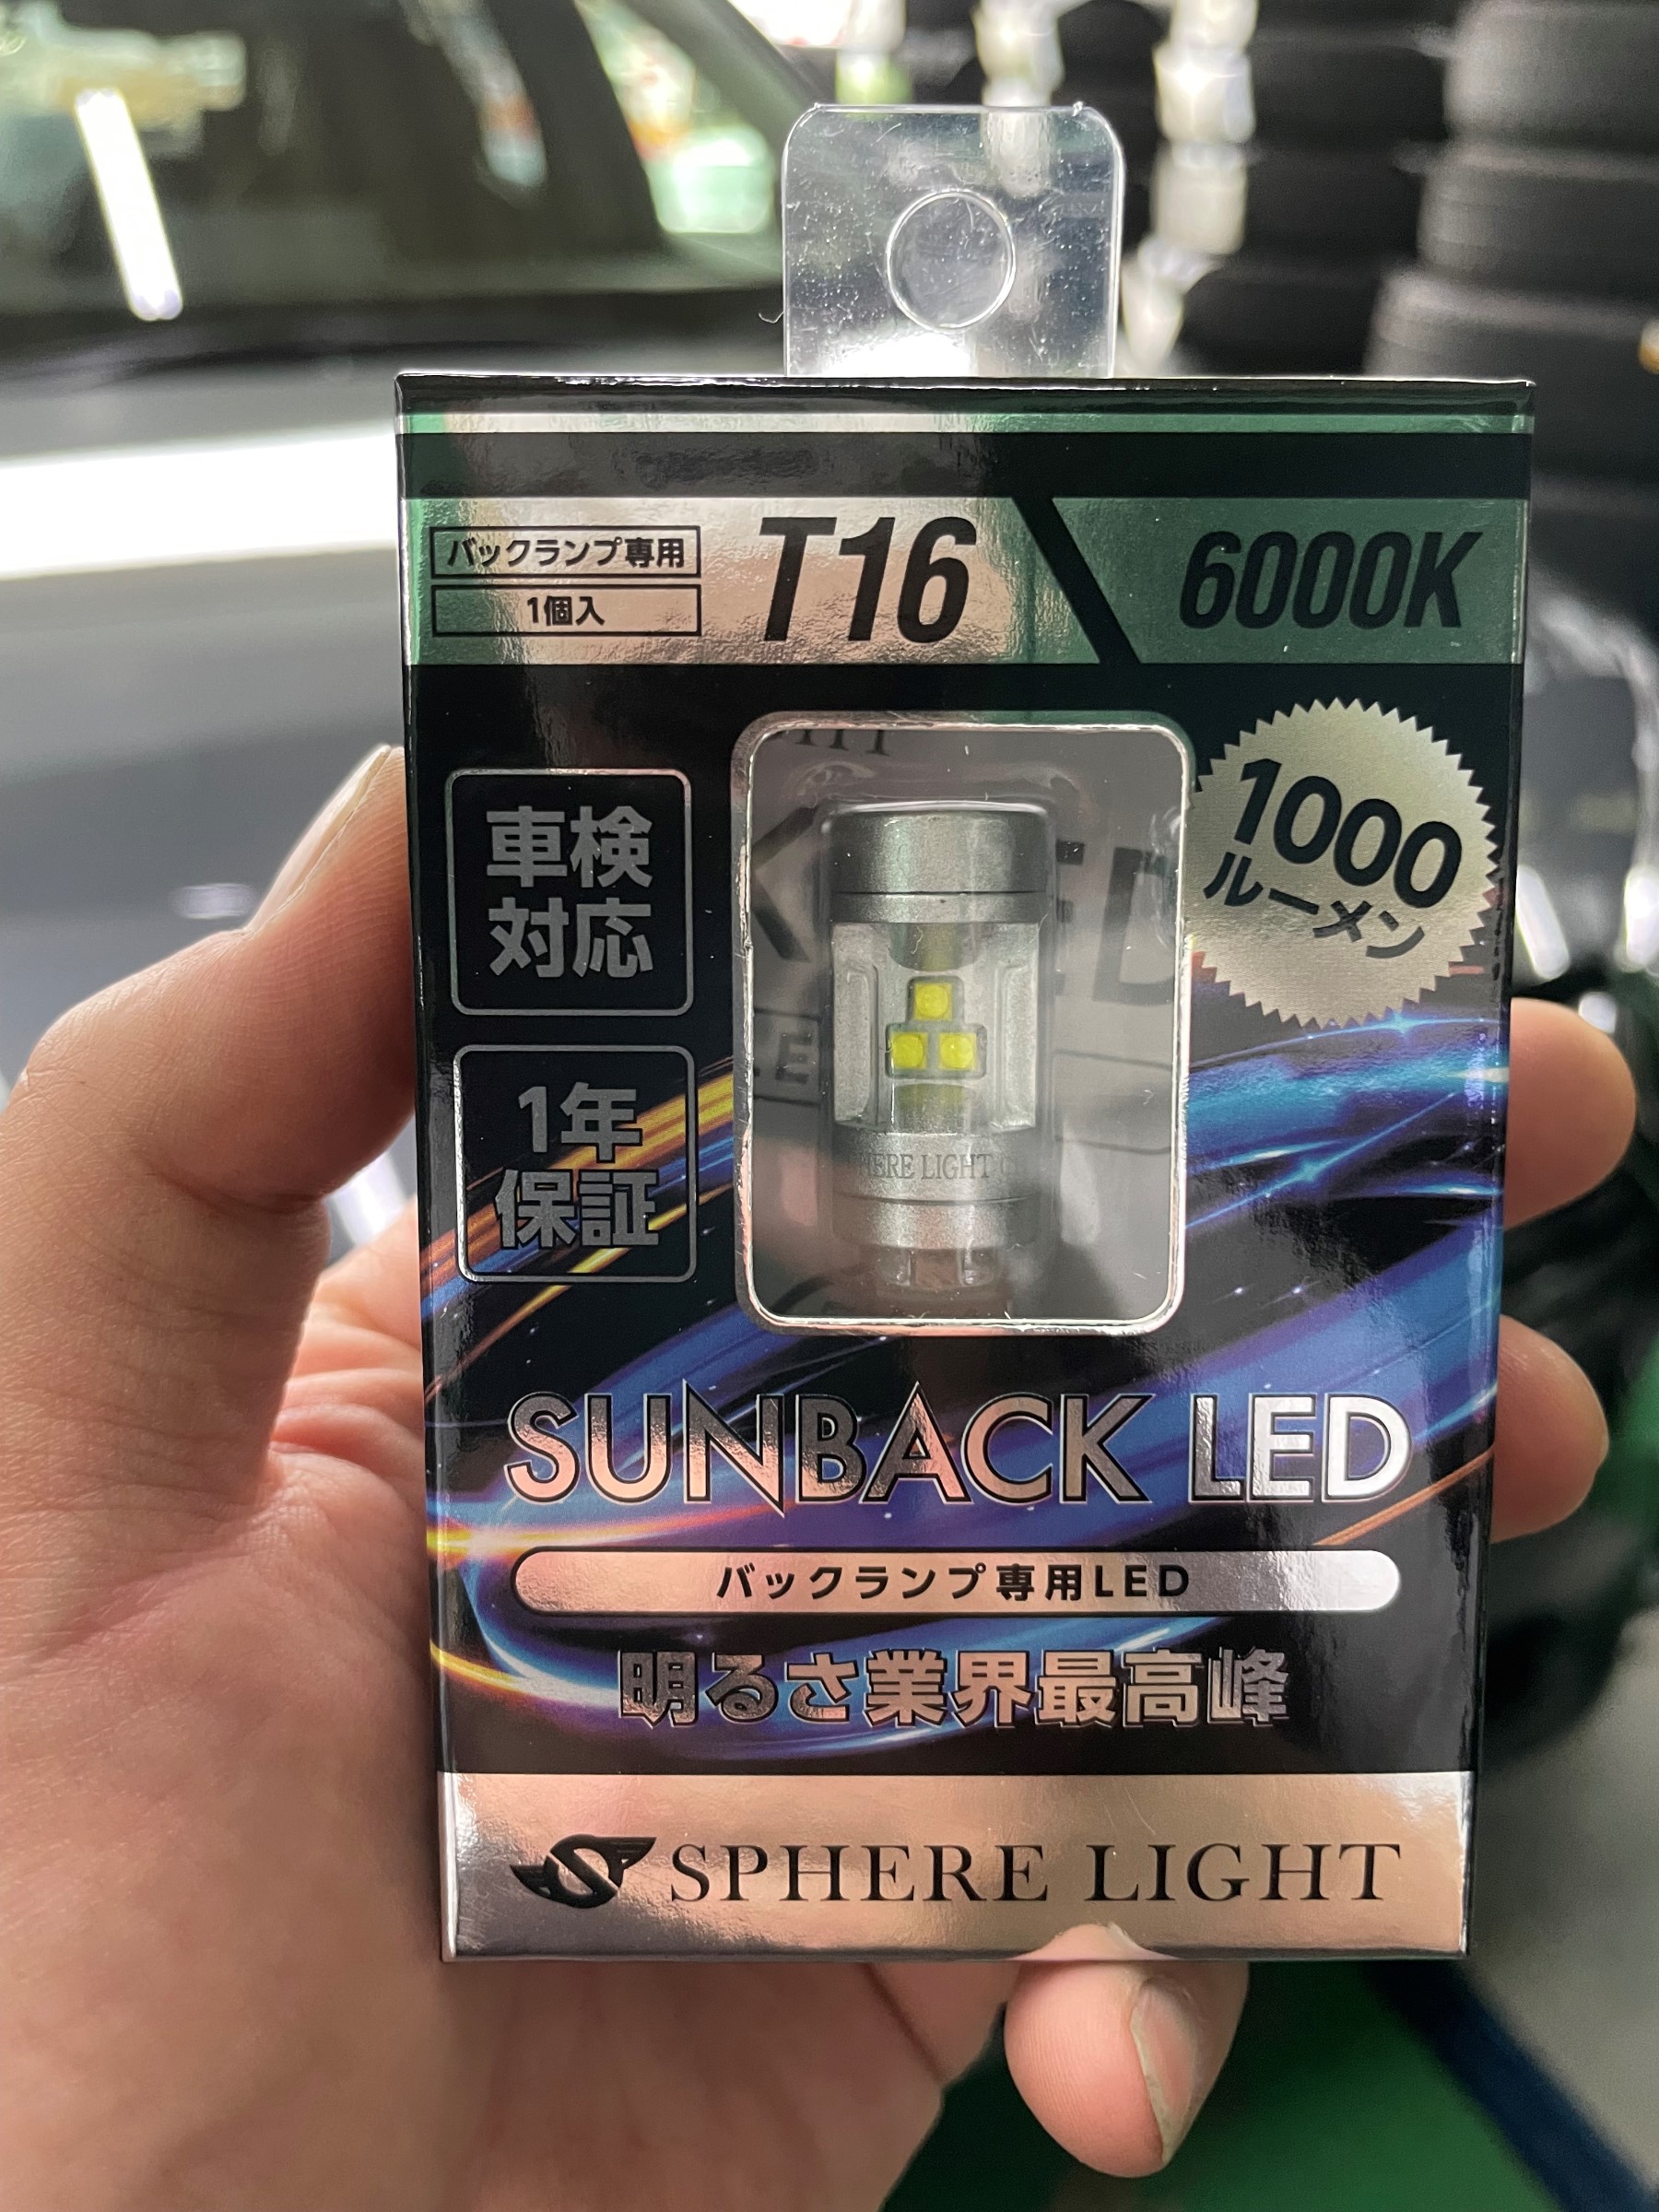 バックランプ専用
1個入
T16
6000K
1000
ルーメン
車検
対応
1年
保証
HERE LIGHT
SUNBACK LED
バックランプ専用LED
明るさ業界最高峰
SPHERE LIGHT